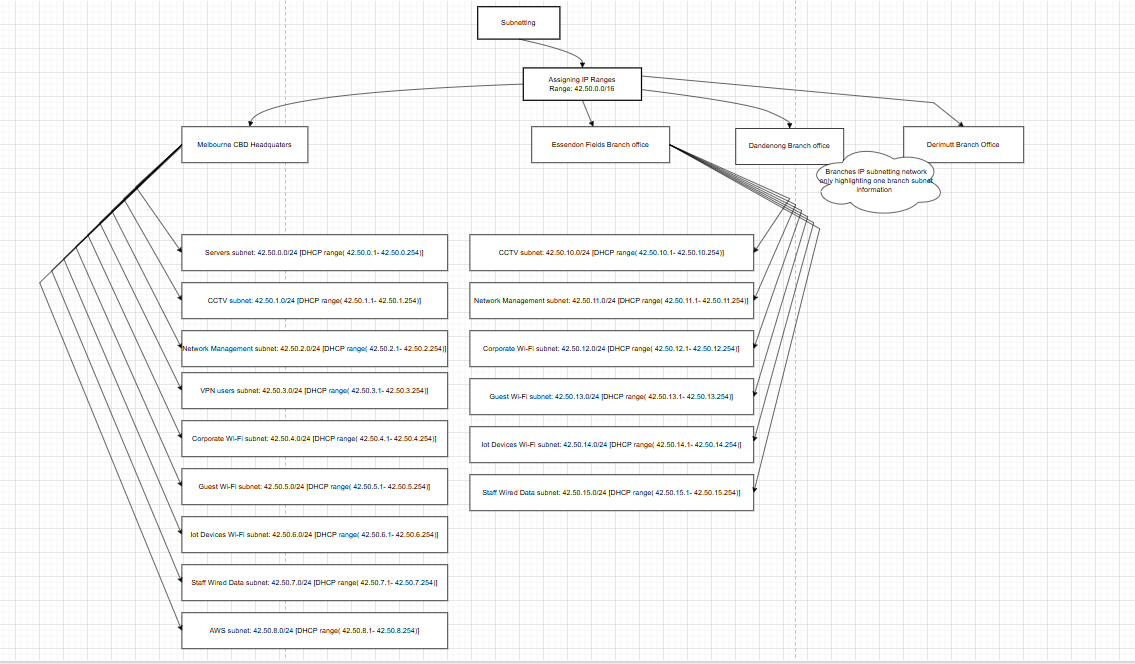 Subnetting
Assigning IP Ranges
Range: 42.50.0.0/16
Melbourne CBD Headquaters
Essendon Fields Branch office
Dandenong Branch office
Derimutt Branch Office
Branches IP subnetting network
only highlighting one branch subnet
information
Servers subnet: 42.50.0.0/24 [DHCP range( 42.50.0.1- 42.50.0.254)]
CCTV subnet: 42.50.1.0/24 [DHCP range( 42.50.1.1- 42.50.1.254)]
Network Management subnet: 42.50.2.0/24 [DHCP range( 42.50.2.1- 42.50.2.254)]
VPN users subnet: 42.50.3.0/24 [DHCP range( 42.50.3.1- 42.50.3.254)]
Corporate Wi-Fi subnet: 42.50.4.0/24 [DHCP range( 42.50.4.1- 42.50.4.254)]
Guest Wi-Fi subnet: 42.50.5.0/24 [DHCP range( 42.50.5.1- 42.50.5.254)]
Iot Devices Wi-Fi subnet: 42.50.6.0/24 [DHCP range( 42.50.6.1- 42.50.6.254)]
Staff Wired Data subnet: 42.50.7.0/24 [DHCP range( 42.50.7.1- 42.50.7.254)]
AWS subnet: 42.50.8.0/24 [DHCP range( 42.50.8.1- 42.50.8.254)]
CCTV subnet: 42.50.10.0/24 [DHCP range( 42.50.10.1- 42.50.10.254)]
Network Management subnet: 42.50.11.0/24 [DHCP range( 42.50.11.1- 42.50.11.254)]
Corporate Wi-Fi subnet: 42.50.12.0/24 [DHCP range( 42.50.12.1- 42.50.12.254)]
Guest Wi-Fi subnet: 42.50.13.0/24 [DHCP range( 42.50.13.1- 42.50.13.254)]
Iot Devices Wi-Fi subnet: 42.50.14.0/24 [DHCP range( 42.50.14.1- 42.50.14.254)]
Staff Wired Data subnet: 42.50.15.0/24 [DHCP range( 42.50.15.1- 42.50.15.254)]